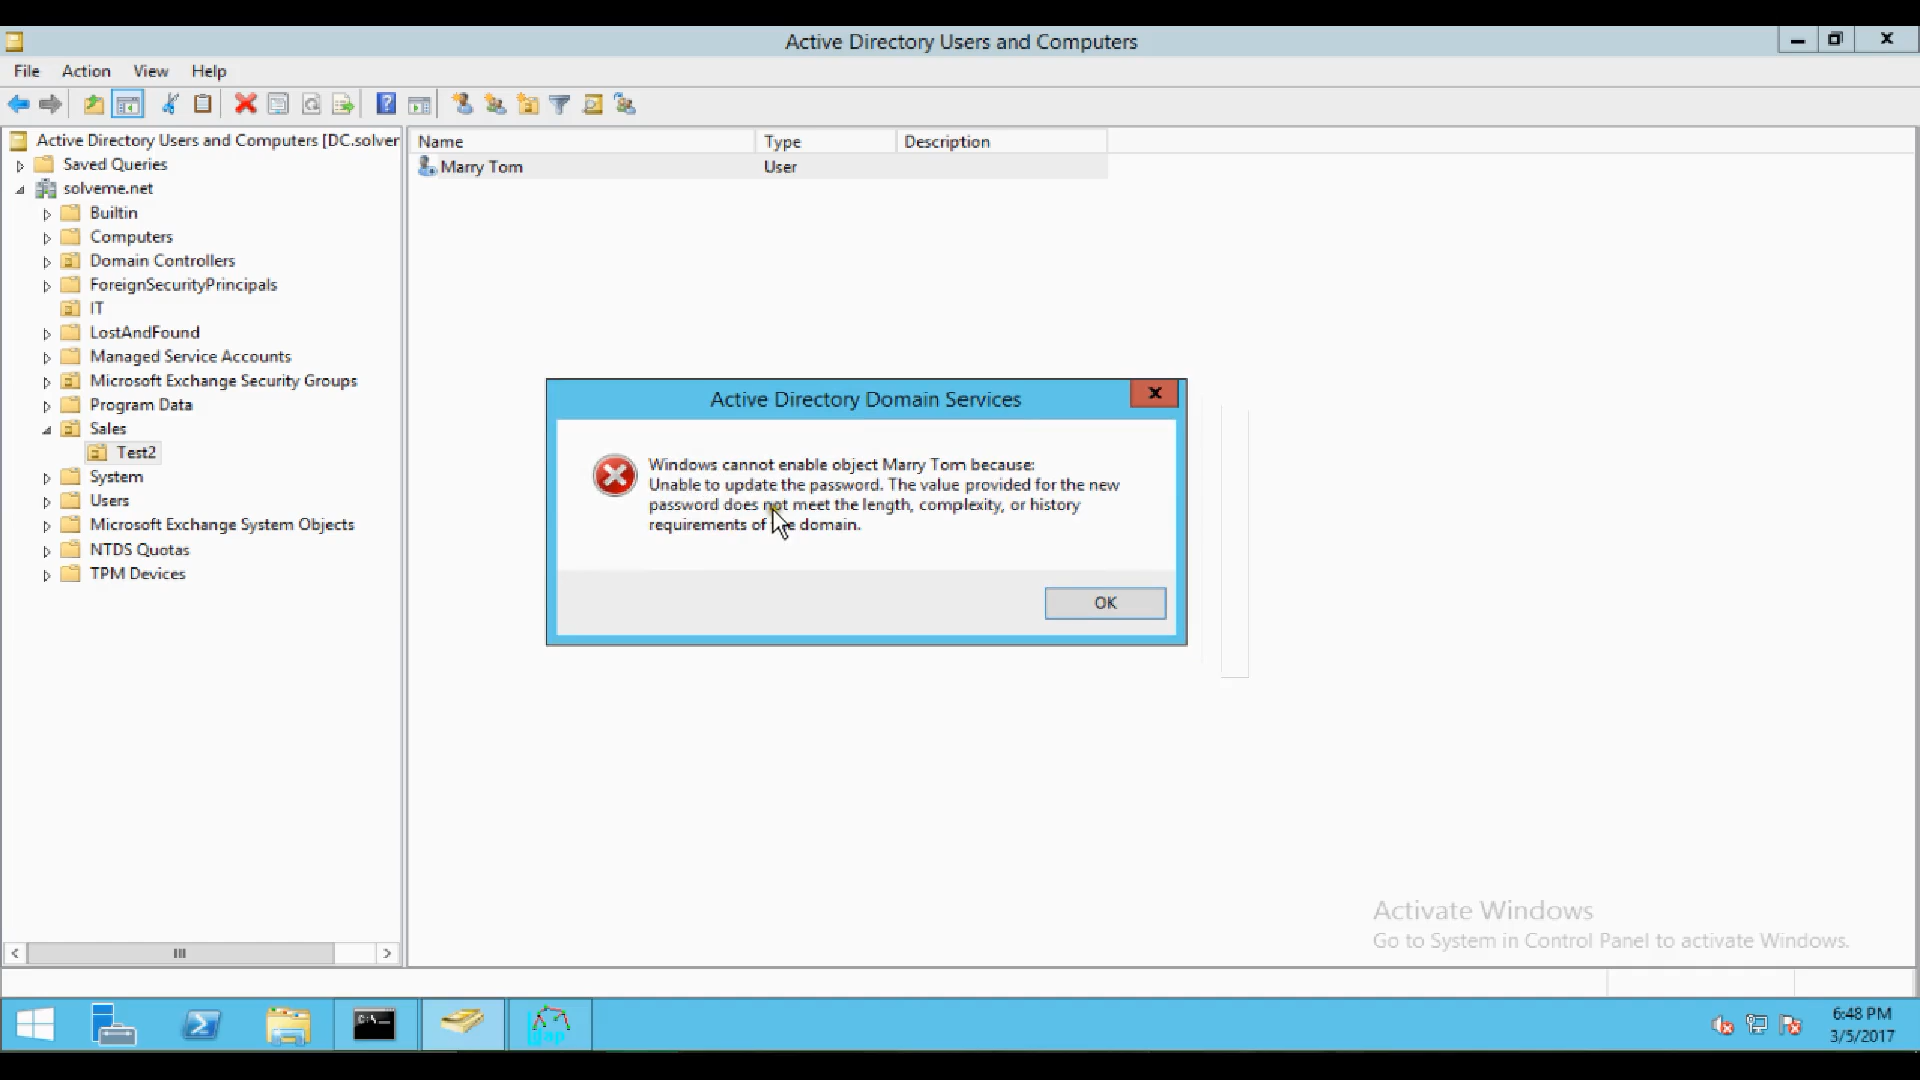 Active Directory Users and Computers
File Action View Help
Active Directory Users and Computers [DC.solver
Name Type Description
Saved Queries
Marry Tom User
solveme.net
Builtin
Computers
Domain Controllers
ForeignSecurityPrincipals
IT
LostAndFound
Managed Service Accounts
Microsoft Exchange Security Groups
Program Data
Sales
Test2
System
Users
Microsoft Exchange System Objects
NTDS Quotas
TPM Devices
Active Directory Domain Services
Windows cannot enable object Marry Tom because:
Unable to update the password. The value provided for the new
password does not meet the length, complexity, or history
requirements of the domain.
OK
Activate Windows
Go to System in Control Panel to activate Windows.
C:\
6:48 PM
3/5/2017